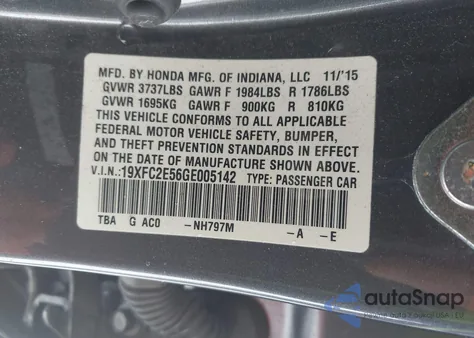 MFD. BY HONDA MFG. OF INDIANA, LLC 11/'15
GVWR 3737LBS GAWR F 1984LBS R 1786LBS
GVWR 1695KG GAWR F 900KG R 810KG
THIS VEHICLE CONFORMS TO ALL APPLICABLE
FEDERAL MOTOR VEHICLE SAFETY, BUMPER,
AND THEFT PREVENTION STANDARDS IN EFFECT
ON THE DATE OF MANUFACTURE SHOWN ABOVE.
V.I.N.:19XFC2E56GE005142 TYPE: PASSENGER CAR
TBA G AC0 -NH797M -A -E
autoSnap